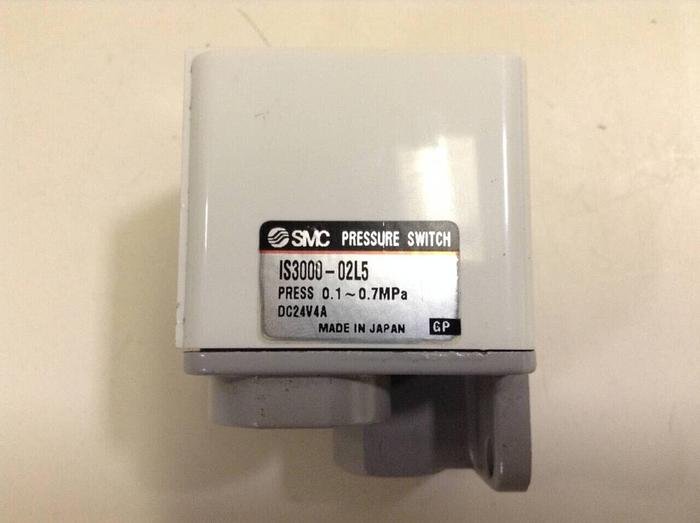 SMC PRESSURE SWITCH
IS3000-02L5
PRESS 0.1~0.7MPa
DC24V4A
MADE IN JAPAN GP